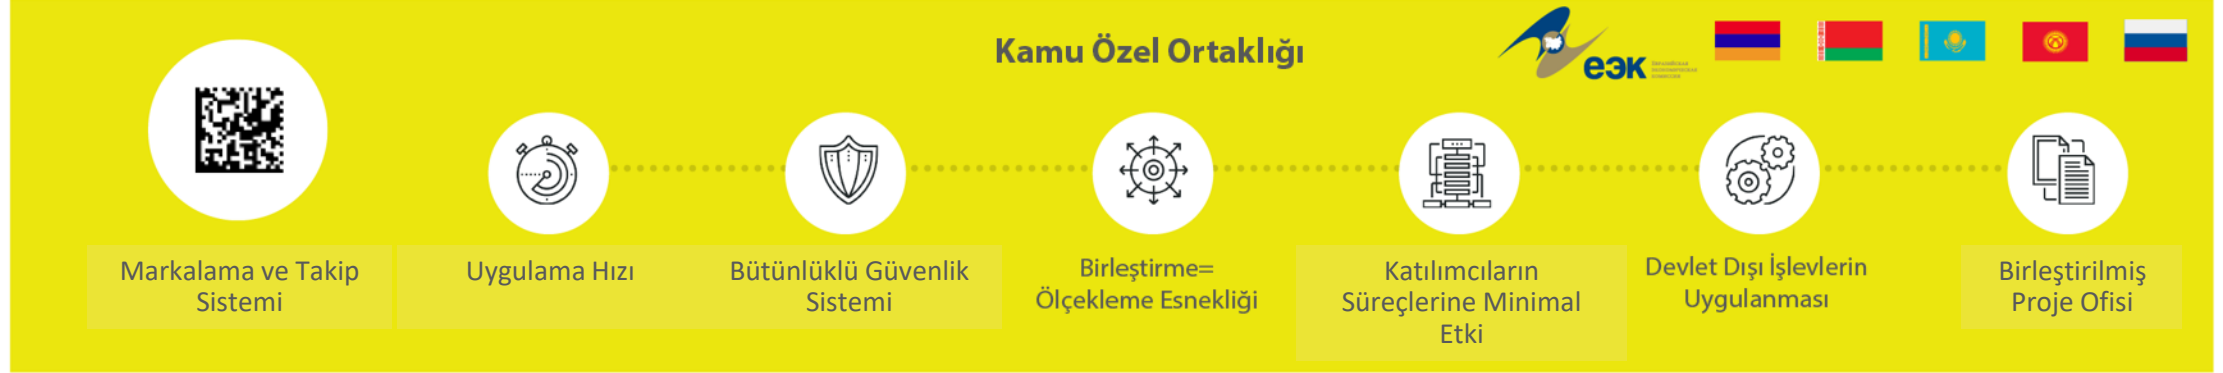 Kamu Özel Ortaklığı
еэк
Markalama ve Takip
Sistemi
Uygulama Hızı
Bütünlüklü Güvenlik
Sistemi
Birleştirme=
Ölçekleme Esnekliği
Katılımcıların
Süreçlerine Minimal
Etki
Devlet Dışı İşlevlerin
Uygulanması
Birleştirilmiş
Proje Ofisi